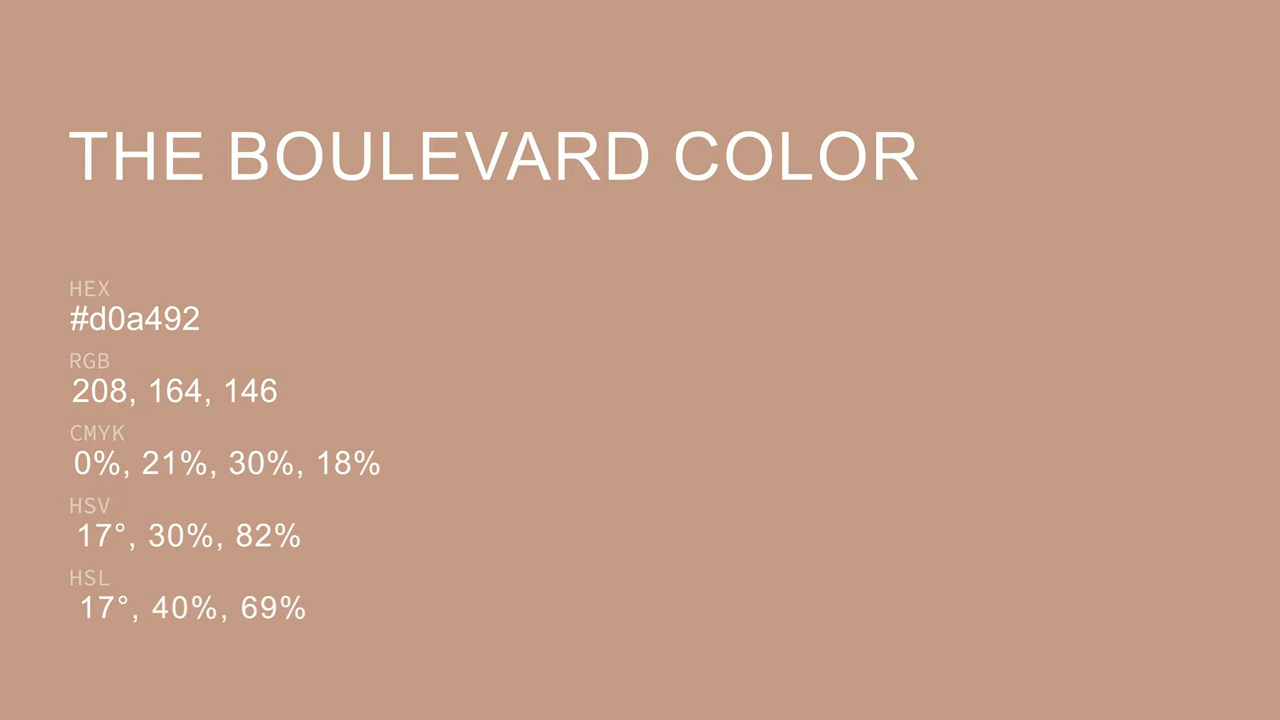 THE BOULEVARD COLOR
HEX
#d0a492
RGB
208, 164, 146
CMYK
0%, 21%, 30%, 18%
HSV
17°, 30%, 82%
HSL
17°, 40%, 69%